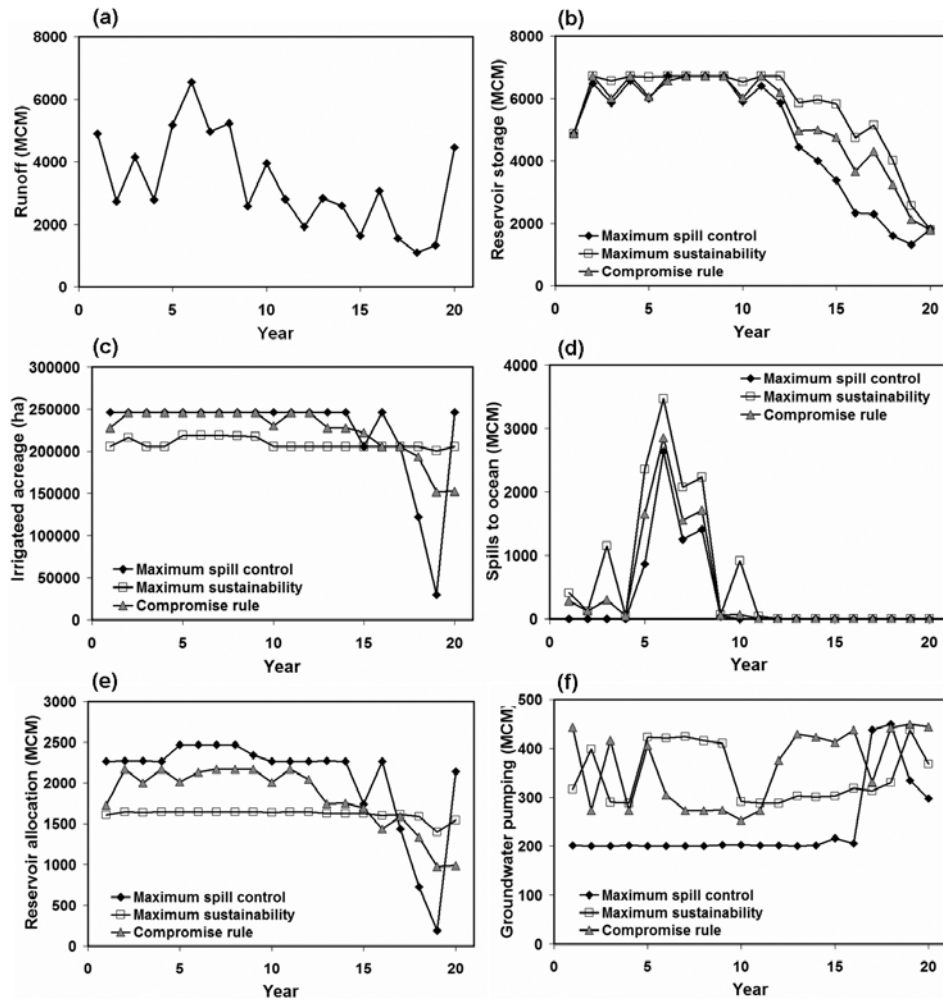 (a)
8000
6000
4000
2000
0
Runoff (MCM)
0 5 10 15 20
Year
(b)
8000
6000
4000
2000
0
Reservoir storage (MCM)
Maximum spill control
Maximum sustainability
Compromise rule
0 5 10 15 20
Year
(c)
300000
250000
200000
150000
100000
50000
0
Irrigateed acreage (ha)
Maximum spill control
Maximum sustainability
Compromise rule
0 5 10 15 20
Year
(d)
4000
3000
2000
1000
0
Spills to ocean (MCM)
Maximum spill control
Maximum sustainability
Compromise rule
0 5 10 15 20
Year
(e)
3000
2500
2000
1500
1000
500
0
Reservoir allocation (MCM)
Maximum spill control
Maximum sustainability
Compromise rule
0 5 10 15 20
Year
(f)
500
400
300
200
100
0
Groundwater pumping (MCM)
Maximum spill control
Maximum sustainability
Compromise rule
0 5 10 15 20
Year